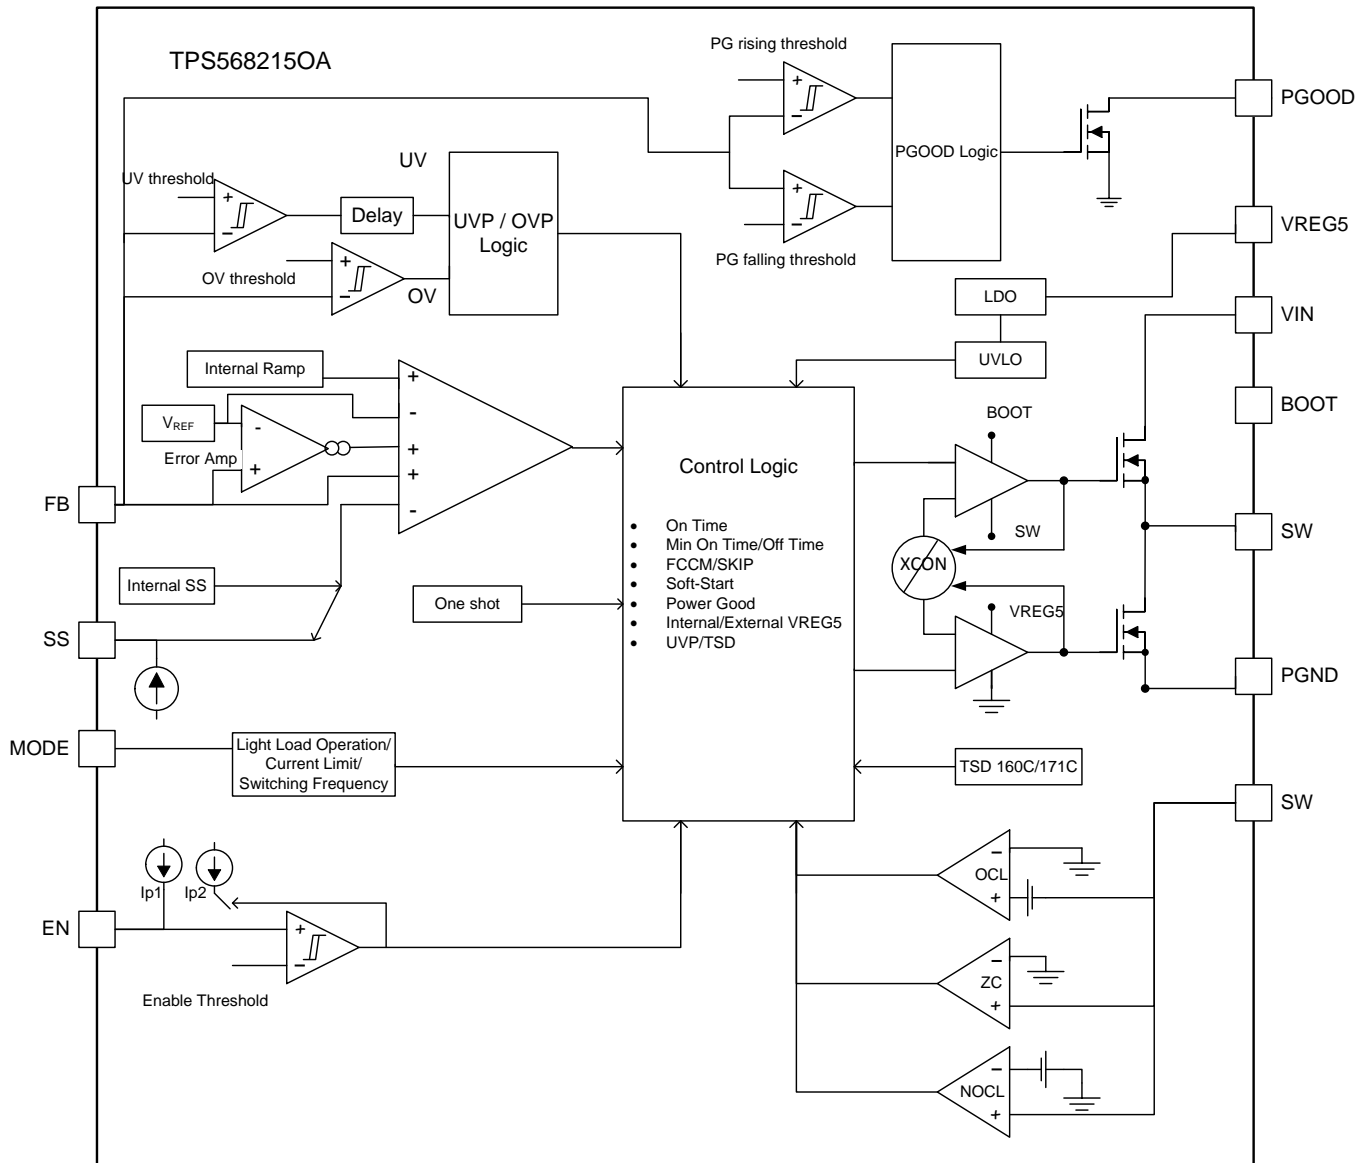 TPS568215OA
PG rising threshold
PGOOD
+
−
PGOOD Logic
UV
UV threshold
+
−
Delay
UVP / OVP
Logic
+
−
VREG5
OV threshold
+
−
OV
PG falling threshold
LDO
VIN
UVLO
Internal Ramp
+
-
VREF
-
+
Error Amp
+
+
-
BOOT
BOOT
Control Logic
FB
SW
SW
• On Time
• Min On Time/Off Time
• FCCM/SKIP
• Soft-Start
• Power Good
• Internal/External VREG5
• UVP/TSD
XCON
Internal SS
One shot
VREG5
SS
PGND
MODE
Light Load Operation/
Current Limit/
Switching Frequency
TSD 160C/171C
SW
Ip1
Ip2
−
OCL
+
EN
+
−
−
ZC
+
Enable Threshold
−
NOCL
+